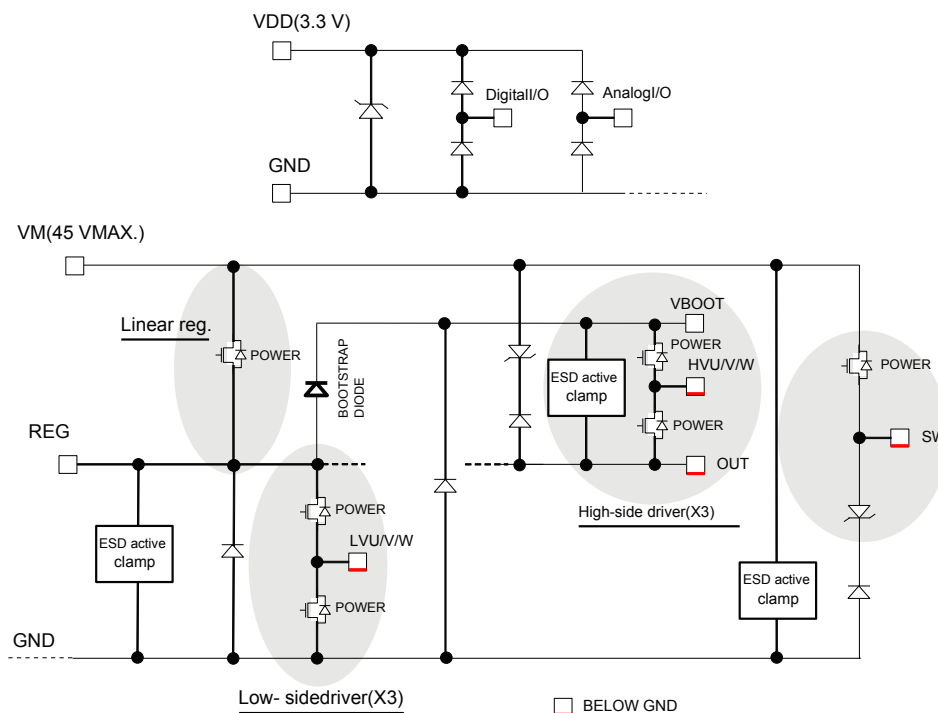 VDD(3.3 V)
DigitalI/O
AnalogI/O
GND
VM(45 VMAX.)
Linear reg.
POWER
BOOTSTRAP
DIODE
VBOOT
POWER
HVU/V/W
POWER
ESD active
clamp
OUT
High-side driver(X3)
POWER
SW
REG
ESD active
clamp
POWER
LVU/V/W
POWER
ESD active
clamp
GND
Low- sidedriver(X3)
BELOW GND